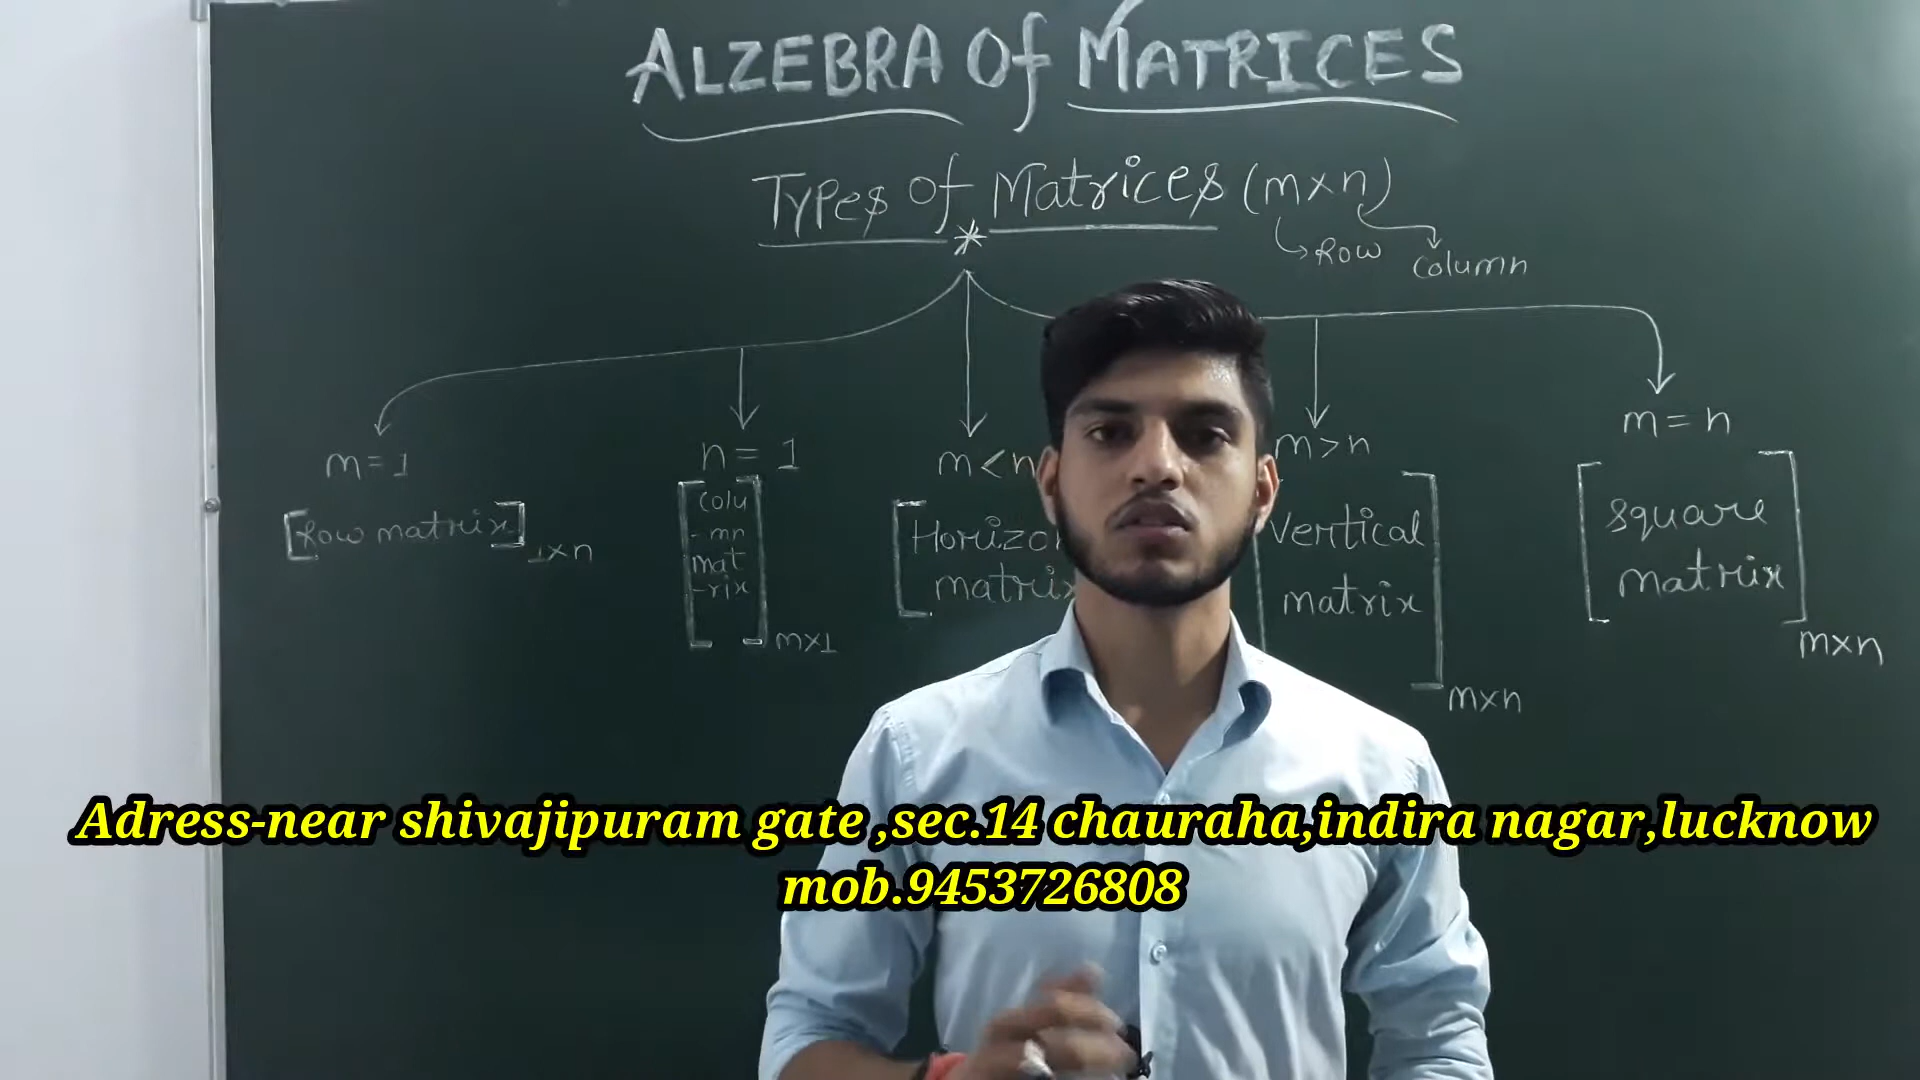 ALZEBRA Of MATRICES
Types of Matrices (m×n)
Row
Column
m=1
[Row matrix]1×n
n = 1
Colu
-mn
mat
-rix
m×1
m<n
Horizo
matrix
m>n
Vertical
matrix
m×n
m= n
square
matrix
m×n
Adress-near shivajipuram gate ,sec.14 chauraha,indira nagar,lucknow
mob.9453726808